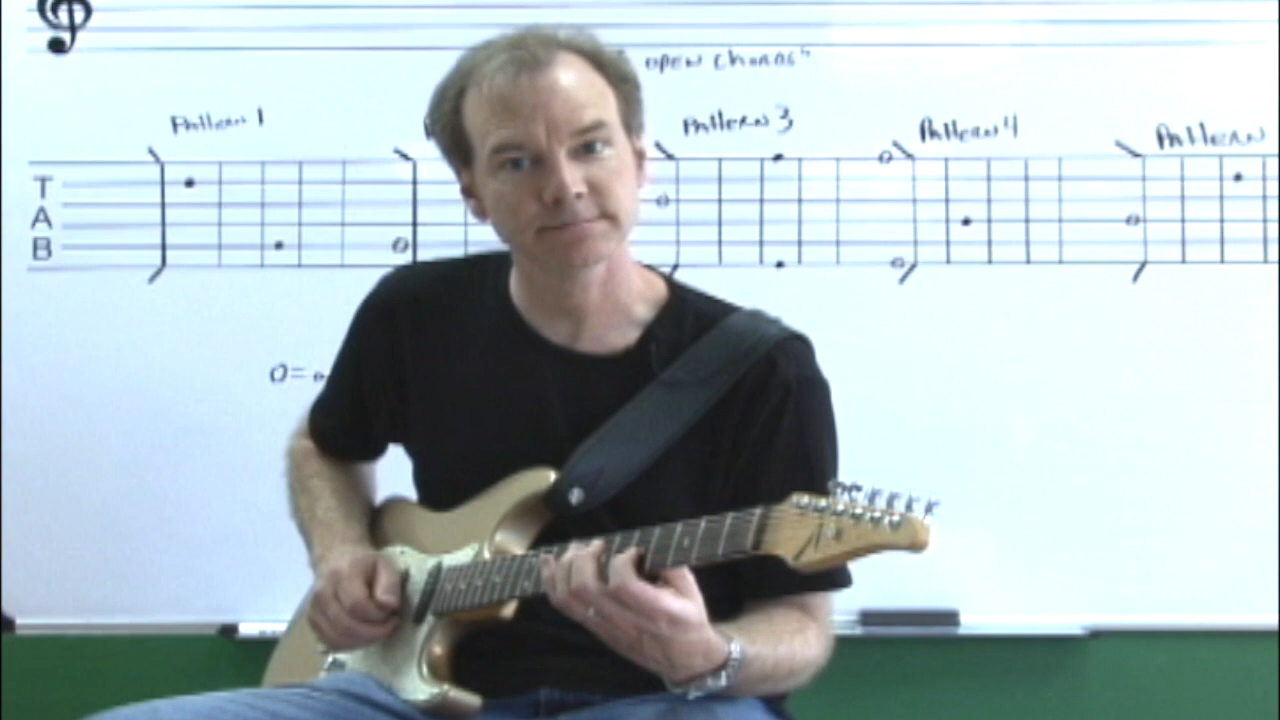 OPEN CHORDS"
Pattern 1
Pattern 3
Pattern 4
Pattern
T
A
B
O=